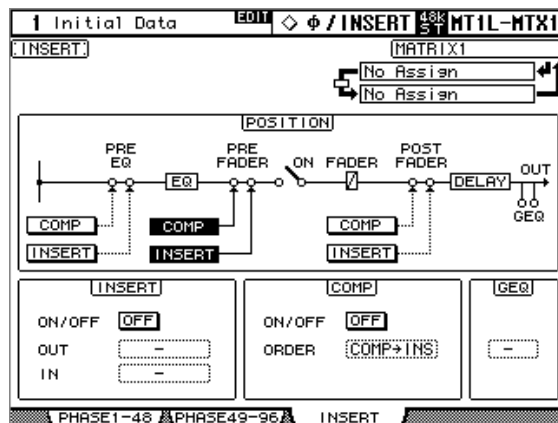 1 Initial Data EDIT ◇ Φ/INSERT 48k ST MT1L-MTX1
INSERT
MATRIX1
No Assign
No Assign
POSITION
PRE EQ
PRE FADER
ON
FADER
POST FADER
EQ
DELAY
OUT
GEQ
COMP
COMP
COMP
INSERT
INSERT
INSERT
INSERT
COMP
GEQ
ON/OFF OFF
ON/OFF OFF
OUT -
ORDER COMP→INS
-
IN -
PHASE1-48
PHASE49-96
INSERT